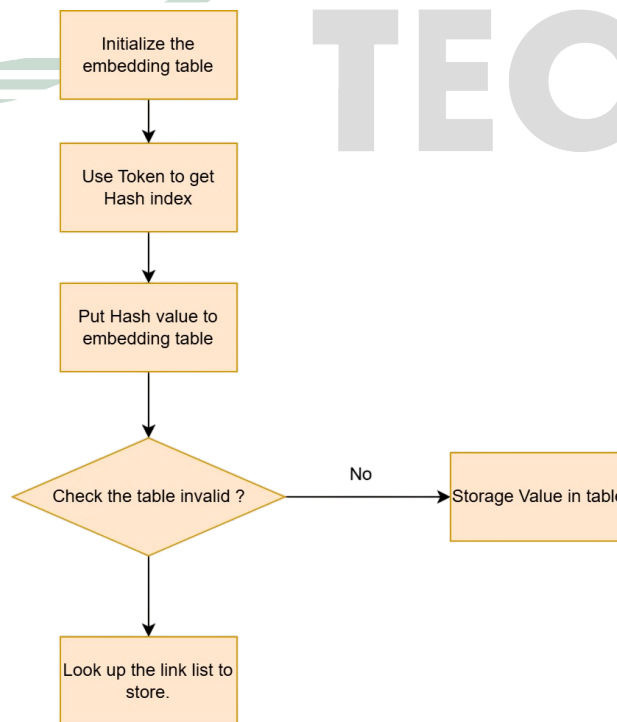 TEC
Initialize the
embedding table
Use Token to get
Hash index
Put Hash value to
embedding table
Check the table invalid ?
No
Storage Value in table
Look up the link list to
store.